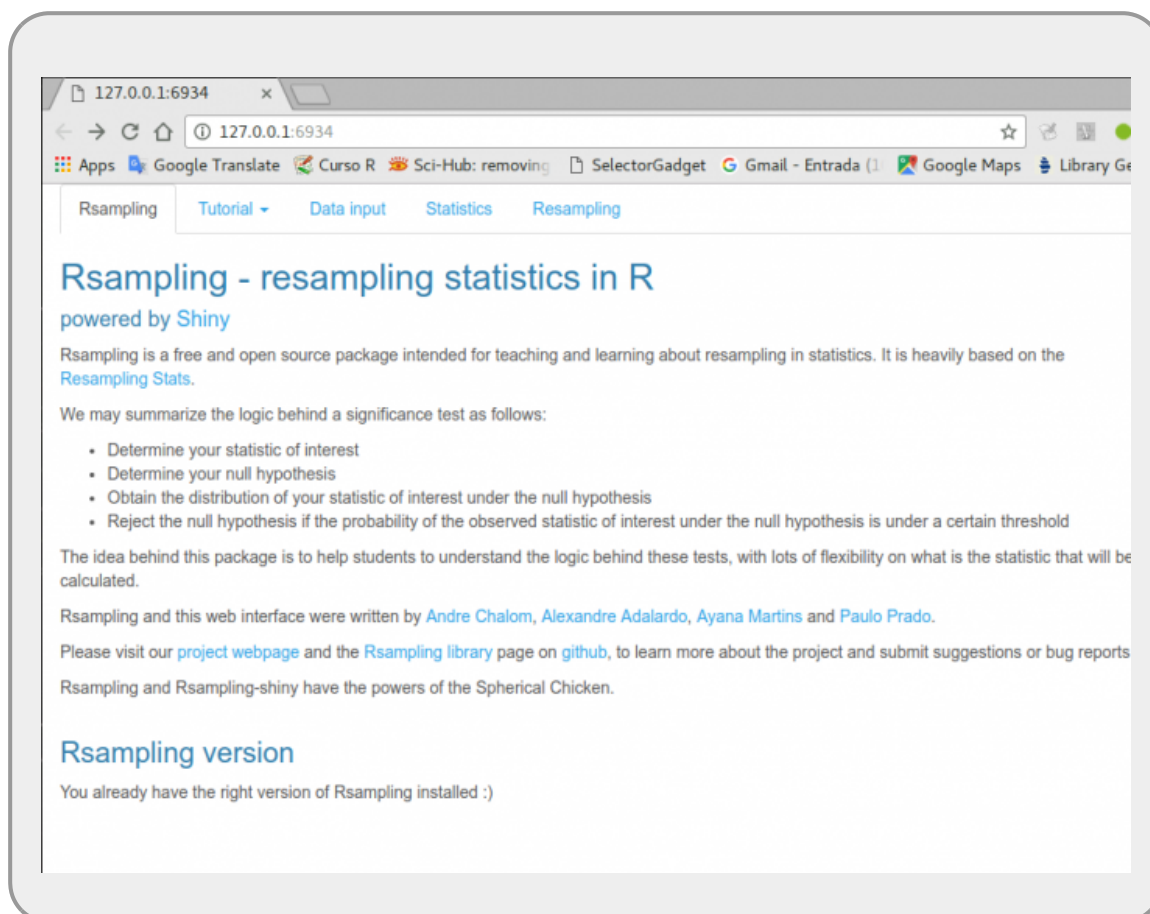 127.0.0.1:6934
127.0.0.1:6934
Apps Google Translate Curso R Sci-Hub: removing SelectorGadget Gmail - Entrada (1 Google Maps Library Ge
Rsampling Tutorial Data input Statistics Resampling
Rsampling - resampling statistics in R
powered by Shiny
Rsampling is a free and open source package intended for teaching and learning about resampling in statistics. It is heavily based on the
Resampling Stats.
We may summarize the logic behind a significance test as follows:
• Determine your statistic of interest
• Determine your null hypothesis
• Obtain the distribution of your statistic of interest under the null hypothesis
• Reject the null hypothesis if the probability of the observed statistic of interest under the null hypothesis is under a certain threshold
The idea behind this package is to help students to understand the logic behind these tests, with lots of flexibility on what is the statistic that will be
calculated.
Rsampling and this web interface were written by Andre Chalom, Alexandre Adalardo, Ayana Martins and Paulo Prado.
Please visit our project webpage and the Rsampling library page on github, to learn more about the project and submit suggestions or bug reports
Rsampling and Rsampling-shiny have the powers of the Spherical Chicken.
Rsampling version
You already have the right version of Rsampling installed :)